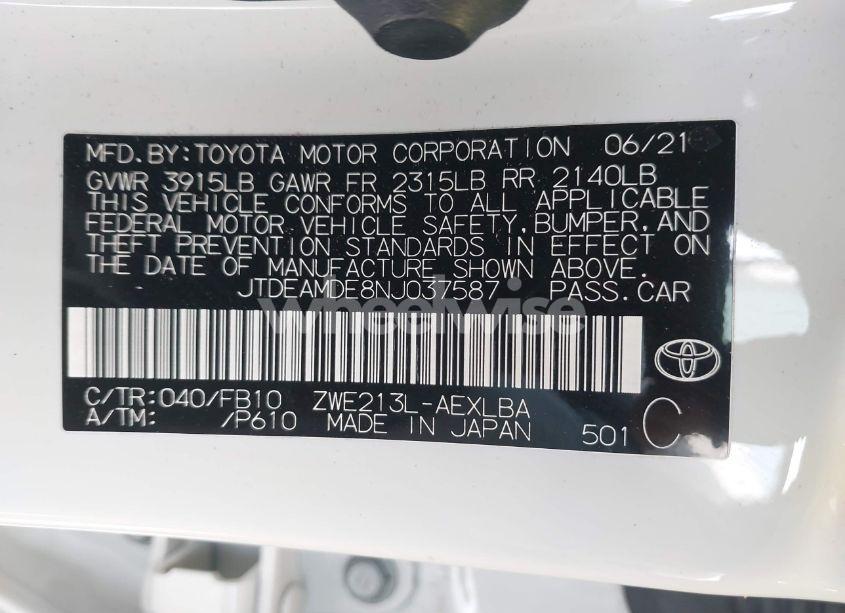 MFD.BY:TOYOTA MOTOR CORPORATION 06/21
GVWR 3915LB GAWR FR 2315LB RR 2140LB
THIS VEHICLE CONFORMS TO ALL APPLICABLE
FEDERAL MOTOR VEHICLE SAFETY,BUMPER,AND
THEFT PREVENTION STANDARDS IN EFFECT ON
THE DATE OF MANUFACTURE SHOWN ABOVE.
JTDEAMDE8NJ037587 PASS.CAR
wheelwise
C/TR:040/FB10 ZWE213L-AEXLBA
A/TM: /P610 MADE IN JAPAN 501 C